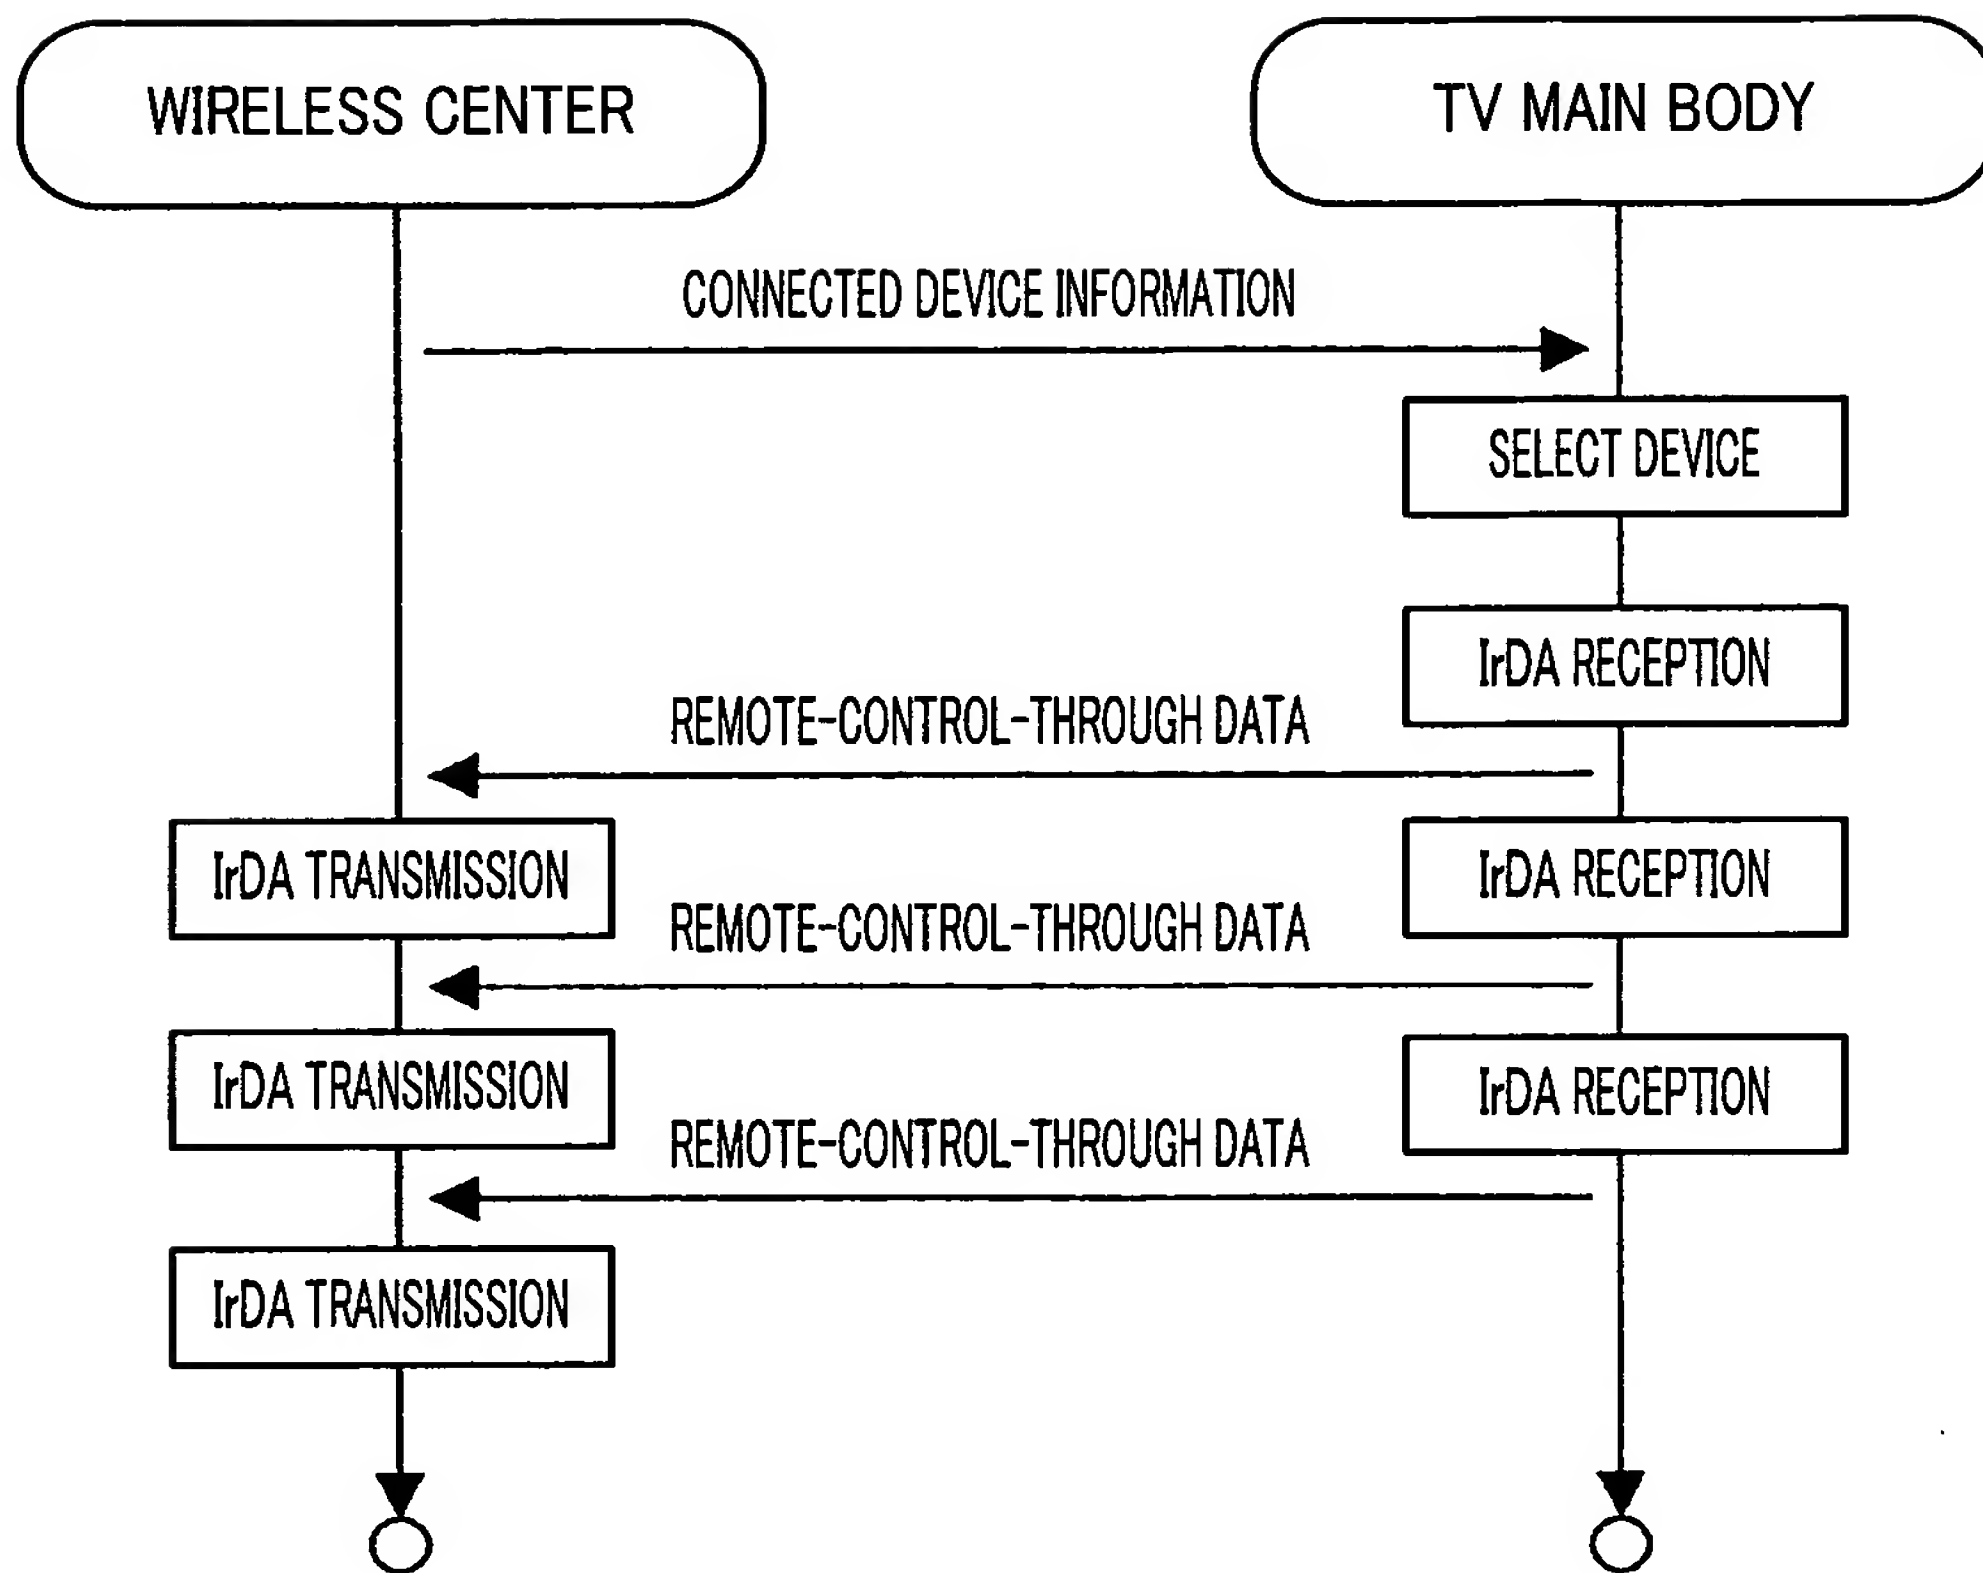 WIRELESS CENTER
TV MAIN BODY
CONNECTED DEVICE INFORMATION
SELECT DEVICE
IrDA RECEPTION
REMOTE-CONTROL-THROUGH DATA
IrDA TRANSMISSION
IrDA RECEPTION
REMOTE-CONTROL-THROUGH DATA
IrDA TRANSMISSION
IrDA RECEPTION
REMOTE-CONTROL-THROUGH DATA
IrDA TRANSMISSION